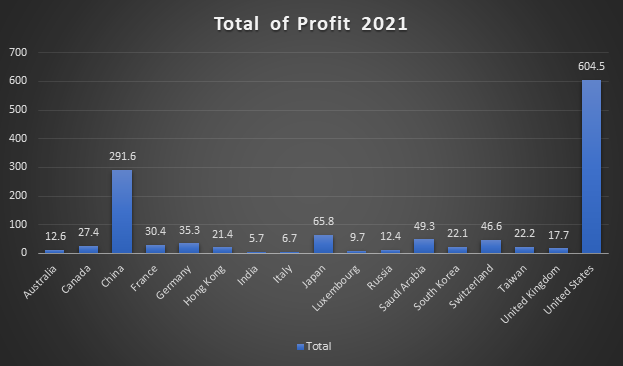 Total of Profit 2021
700
600
500
400
300
200
100
0
12.6
27.4
291.6
30.4
35.3
21.4
5.7
6.7
65.8
9.7
12.4
49.3
22.1
46.6
22.2
17.7
604.5
Australia
Canada
China
France
Germany
Hong Kong
India
Italy
Japan
Luxembourg
Russia
Saudi Arabia
South Korea
Switzerland
Taiwan
United Kingdom
United States
Total